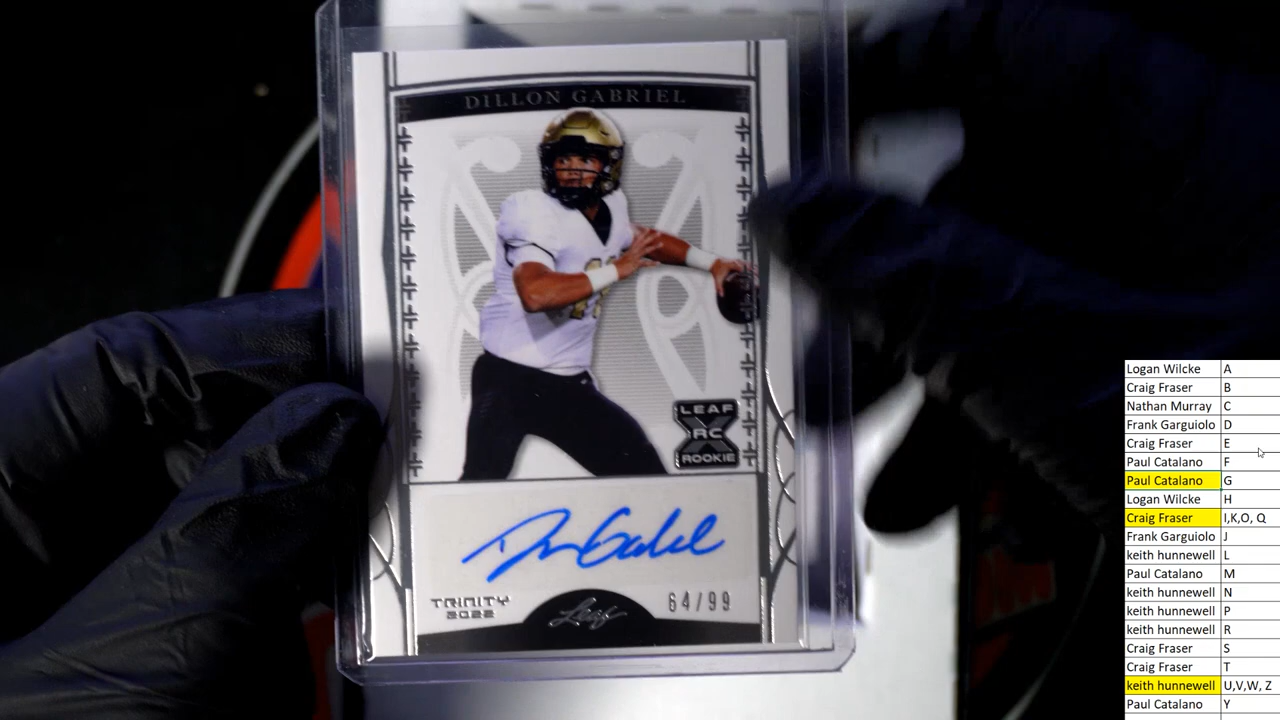 DILLON GABRIEL
LEAF
RC
ROOKIE
TRINITY
2022
Leaf
64/99
Logan Wilcke A
Craig Fraser B
Nathan Murray C
Frank Garguiolo D
Craig Fraser E
Paul Catalano F
Paul Catalano G
Logan Wilcke H
Craig Fraser I,K,O, Q
Frank Garguiolo J
keith hunnewell L
Paul Catalano M
keith hunnewell N
keith hunnewell P
keith hunnewell R
Craig Fraser S
Craig Fraser T
keith hunnewell U,V,W, Z
Paul Catalano Y